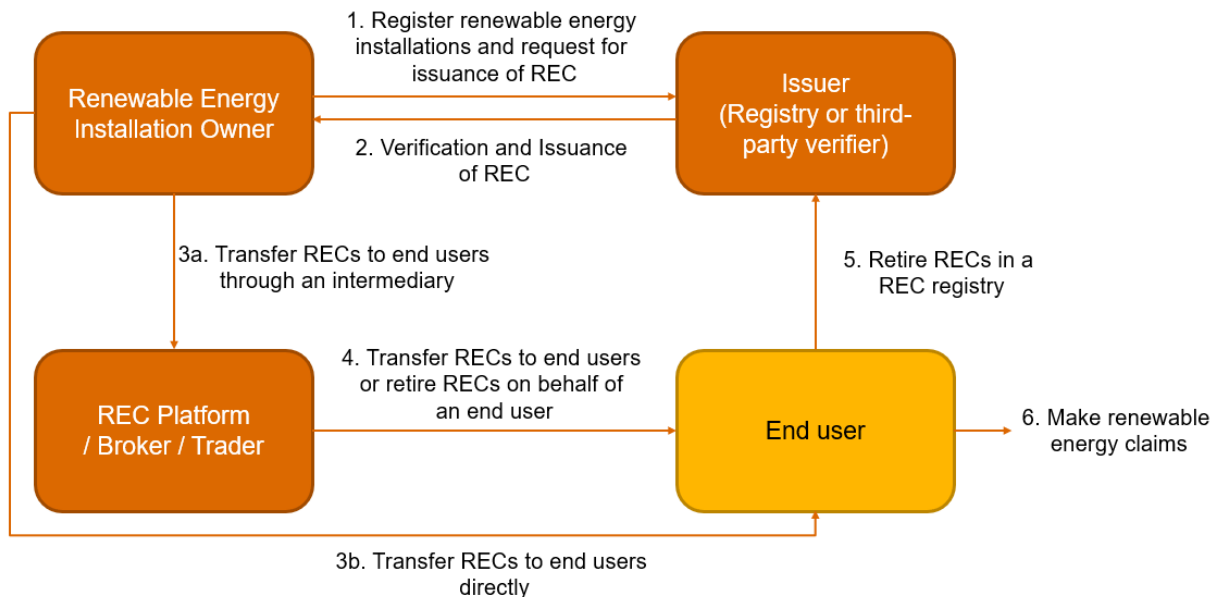 1. Register renewable energy
installations and request for
issuance of REC
Renewable Energy
Installation Owner
Issuer
(Registry or third-
party verifier)
2. Verification and Issuance
of REC
3a. Transfer RECs to end users
through an intermediary
5. Retire RECs in a
REC registry
4. Transfer RECs to end users
or retire RECs on behalf of
an end user
REC Platform
/ Broker / Trader
End user
6. Make renewable
energy claims
3b. Transfer RECs to end users
directly